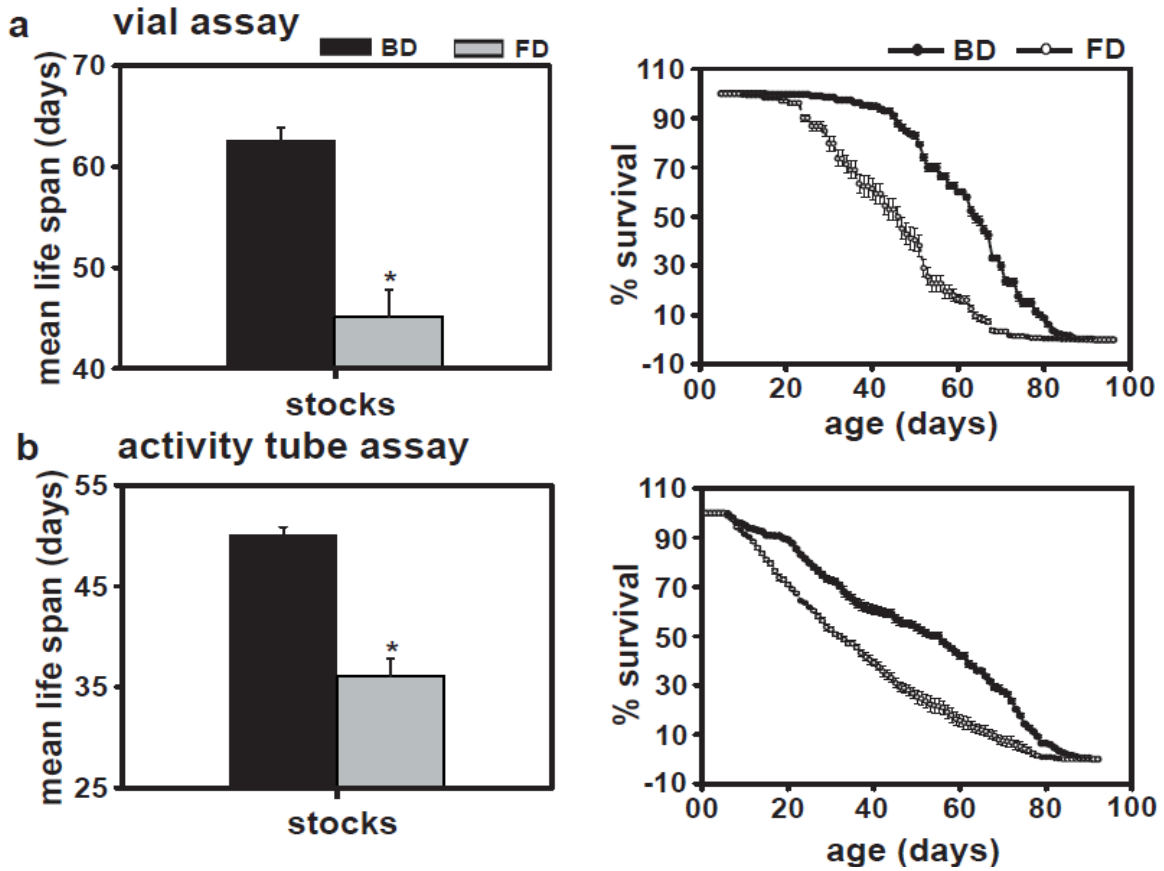 a vial assay
BD FD
mean life span (days)
70
60
50
40
*
stocks
BD FD
% survival
110
90
70
50
30
10
-10
00 20 40 60 80 100
age (days)
b activity tube assay
mean life span (days)
55
45
35
25
*
stocks
% survival
110
90
70
50
30
10
-10
00 20 40 60 80 100
age (days)